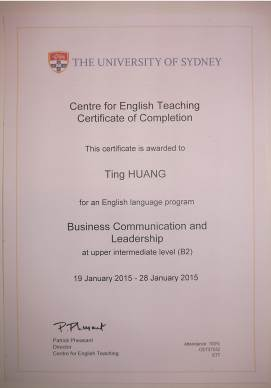 THE UNIVERSITY OF SYDNEY
Centre for English Teaching
Certificate of Completion
This certificate is awarded to
Ting HUANG
for an English language program
Business Communication and
Leadership
at upper intermediate level (B2)
19 January 2015 - 28 January 2015
Patrick Pheasant
Director
Centre for English Teaching
Attendance: 100%